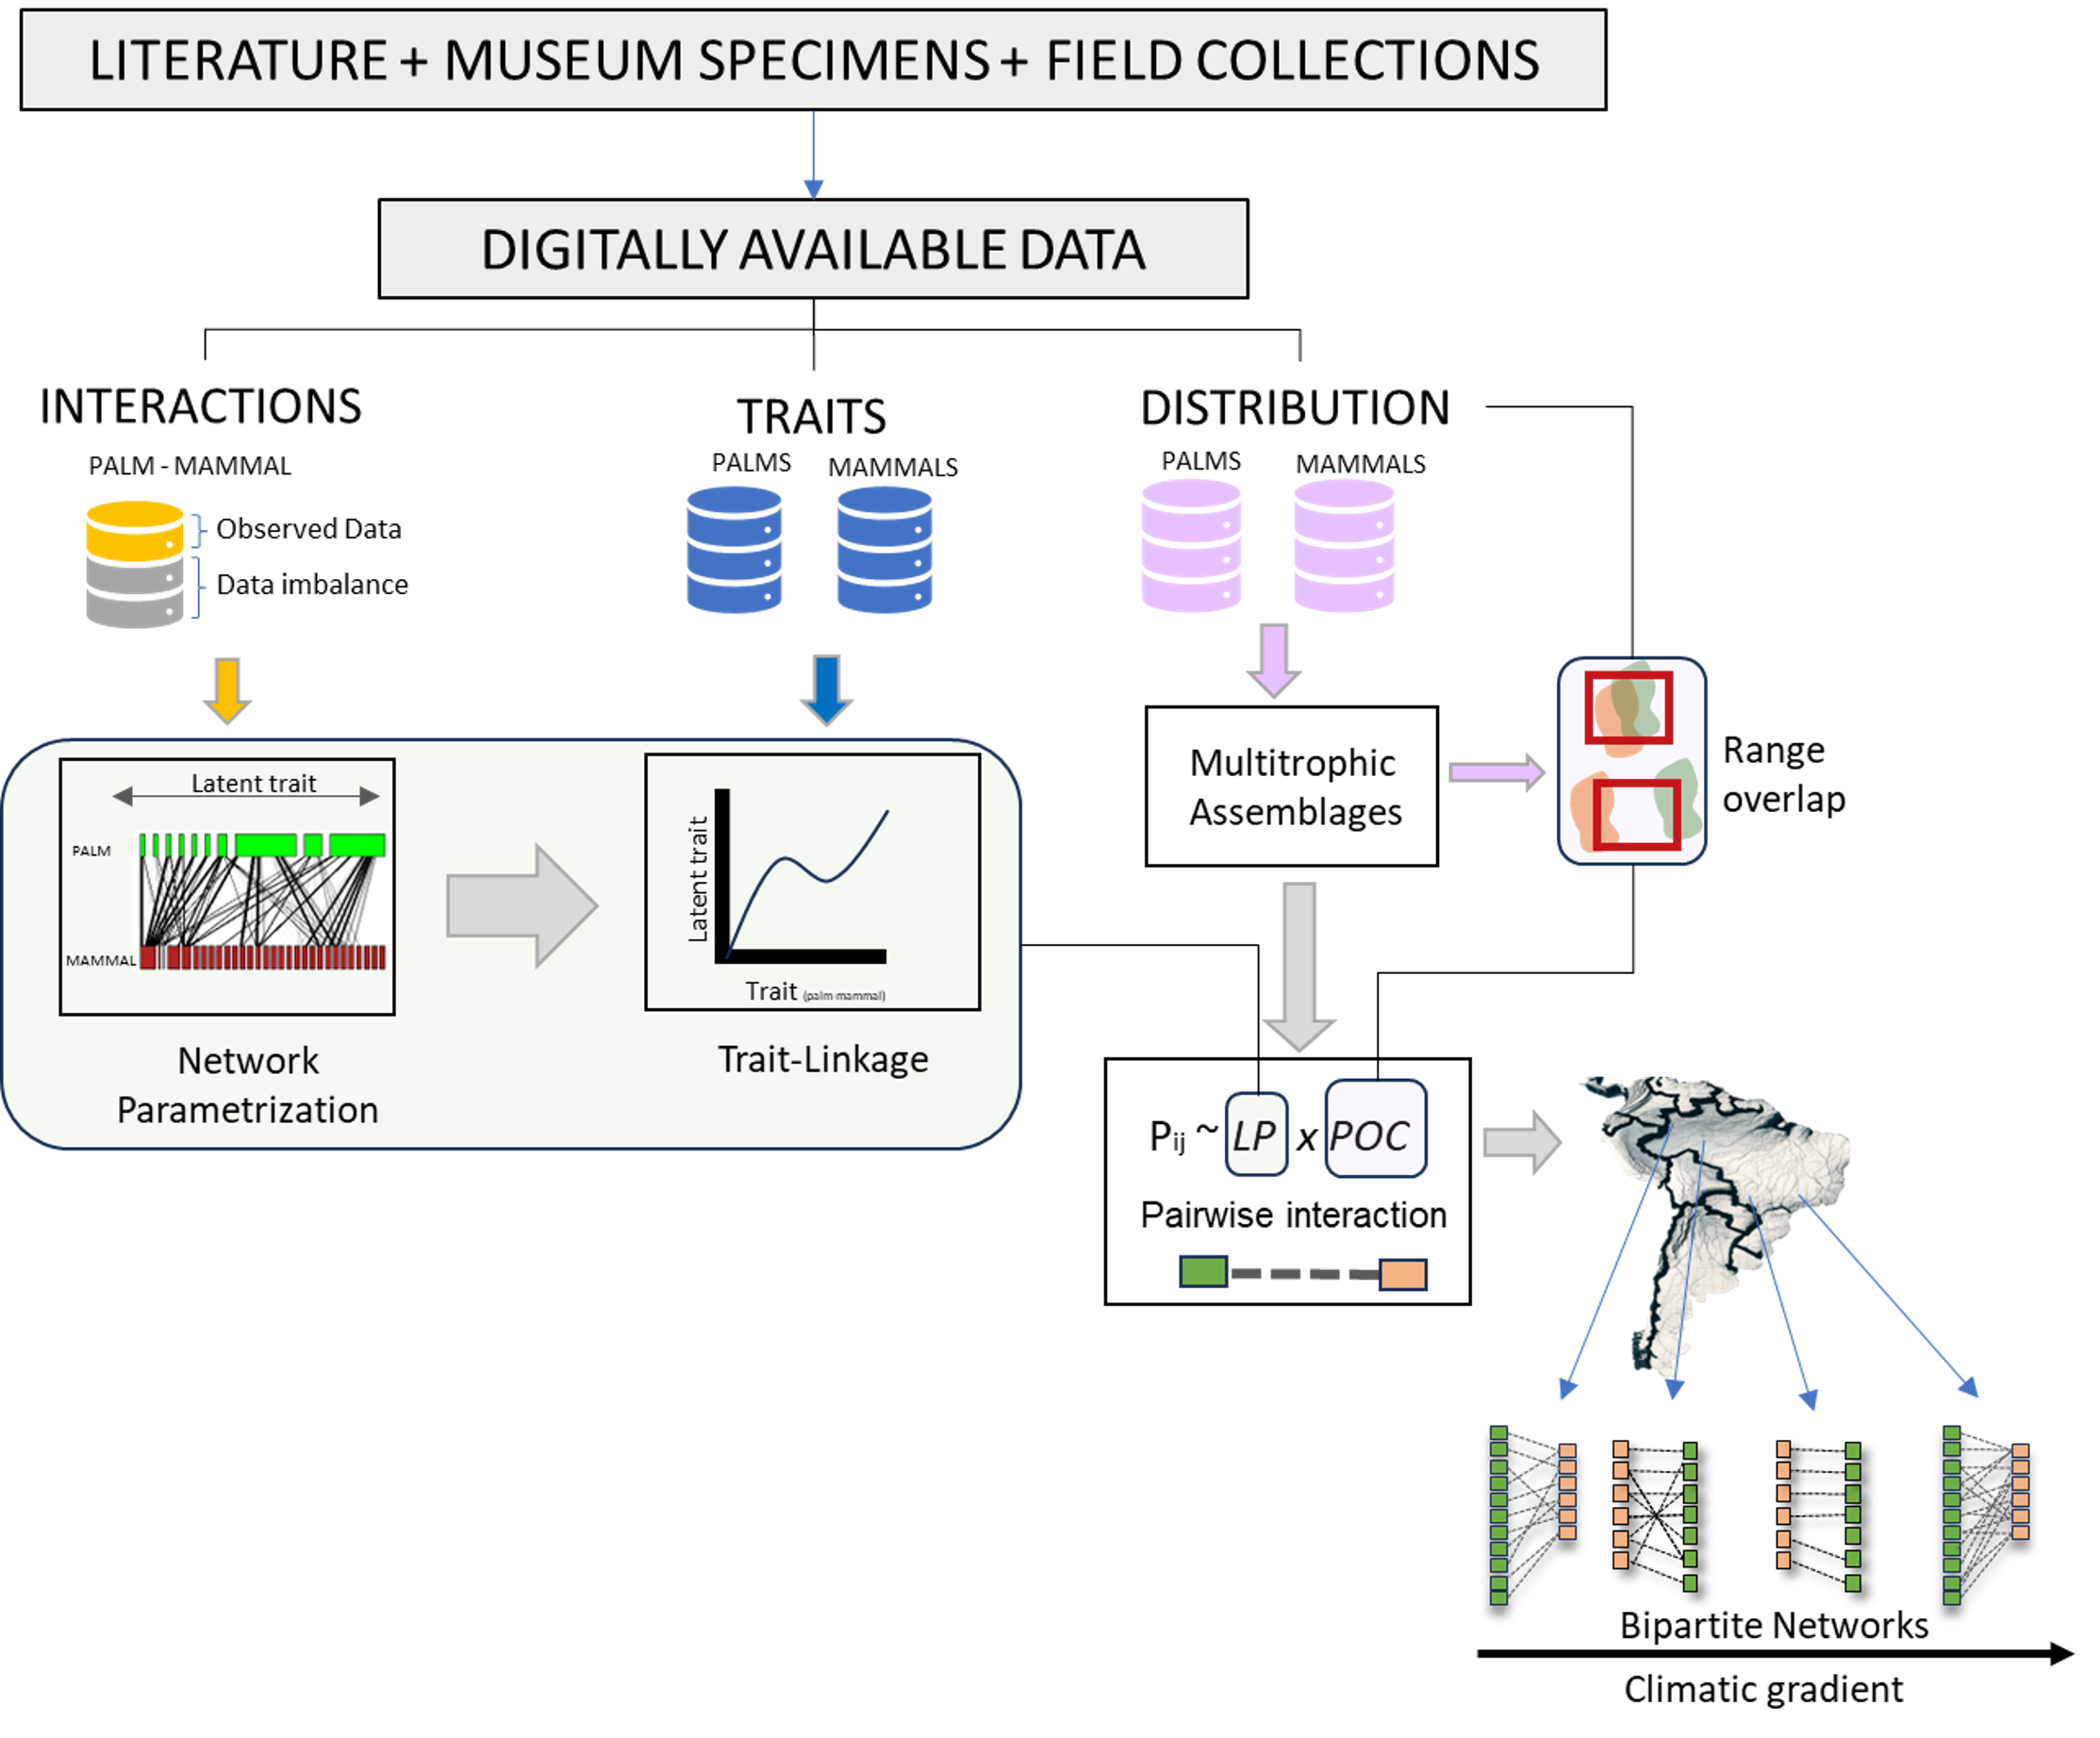 LITERATURE + MUSEUM SPECIMENS + FIELD COLLECTIONS
DIGITALLY AVAILABLE DATA
INTERACTIONS
PALM - MAMMAL
Observed Data
Data imbalance
TRAITS
PALMS
MAMMALS
DISTRIBUTION
PALMS
MAMMALS
Latent trait
PALM
MAMMAL
Network
Parametrization
Latent trait
Trait (palm mammal)
Trait-Linkage
Multitrophic
Assemblages
Range
overlap
Pij ~ LP x POC
Pairwise interaction
Bipartite Networks
Climatic gradient